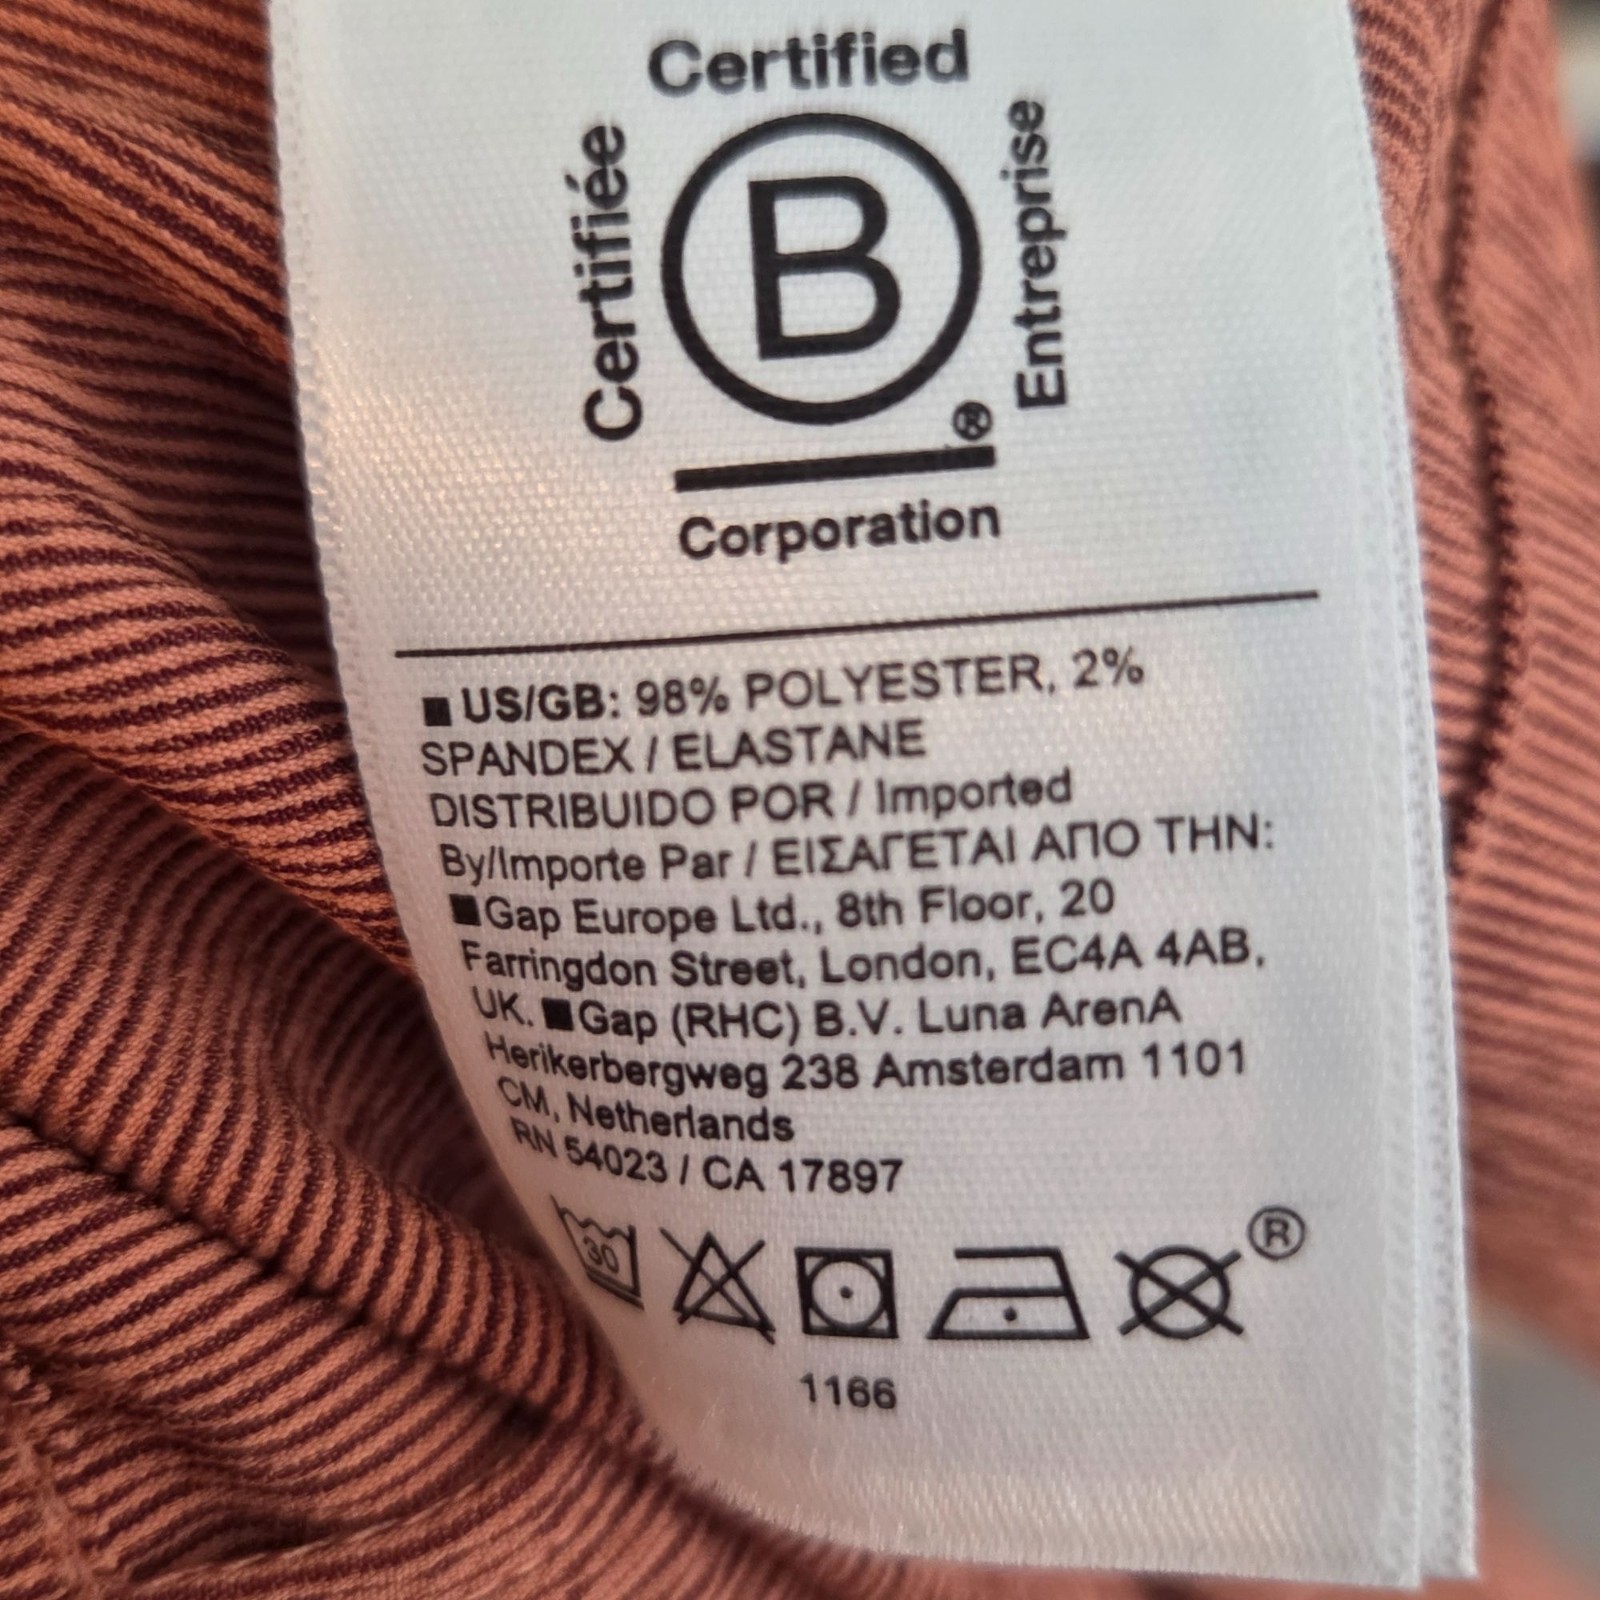 Certified
Certifiée
B
Entreprise
®
Corporation
■ US/GB: 98% POLYESTER, 2%
SPANDEX / ELASTANE
DISTRIBUIDO POR / Imported
By/Importe Par / ΕΙΣΑΓΕΤΑΙ ΑΠΟ ΤΗΝ:
■Gap Europe Ltd., 8th Floor, 20
Farringdon Street, London, EC4A 4AB,
UK. ■Gap (RHC) B.V. Luna ArenA
Herikerbergweg 238 Amsterdam 1101
CM, Netherlands
RN 54023 / CA 17897
30
®
1166